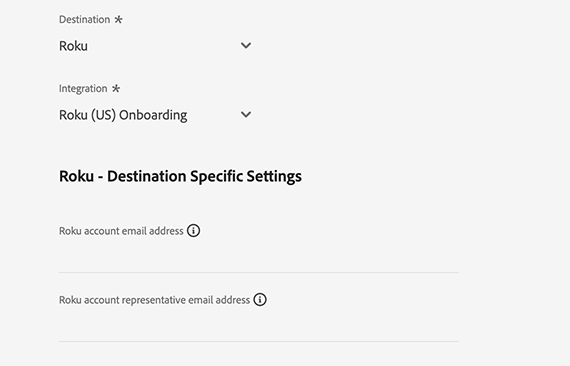 Destination *
Roku
Integration *
Roku (US) Onboarding
Roku - Destination Specific Settings
Roku account email address
Roku account representative email address